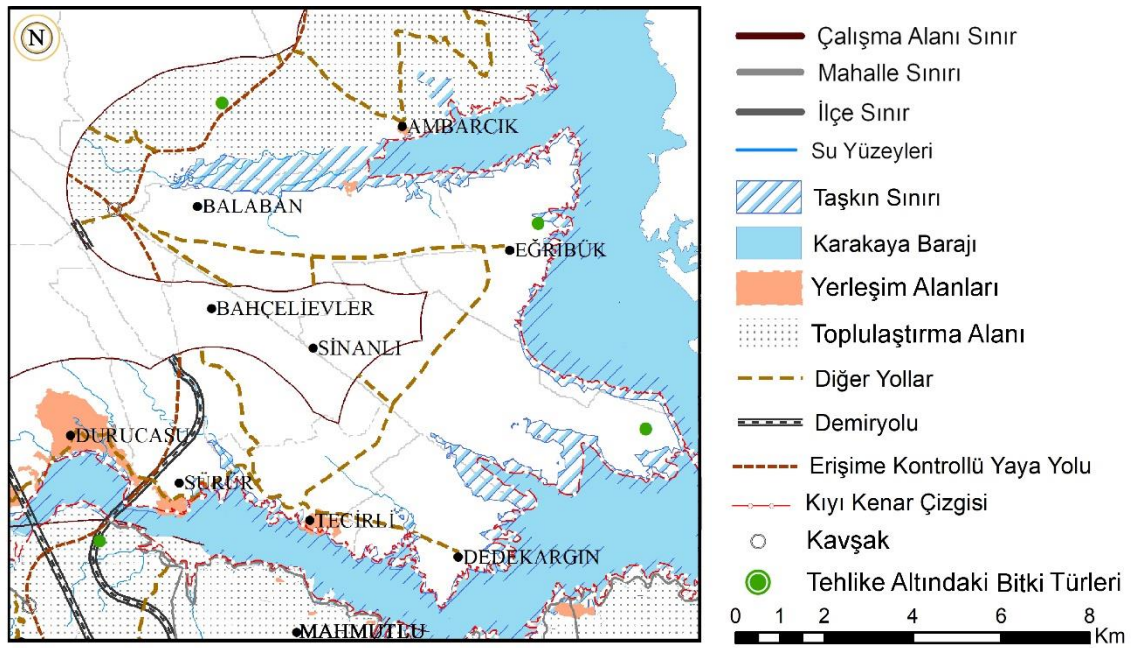 N
AMBARCIK
BALABAN
EĞRİBÜK
BAHÇELİEVLER
SİNANLI
DURUCASU
SÜRÜR
TECİRLİ
DEDEKARGIN
MAHMUTLU
Çalışma Alanı Sınır
Mahalle Sınırı
İlçe Sınır
Su Yüzeyleri
Taşkın Sınırı
Karakaya Barajı
Yerleşim Alanları
Toplulaştırma Alanı
Diğer Yollar
Demiryolu
Erişime Kontrollü Yaya Yolu
Kıyı Kenar Çizgisi
Kavşak
Tehlike Altındaki Bitki Türleri
0 1 2 4 6 8
Km